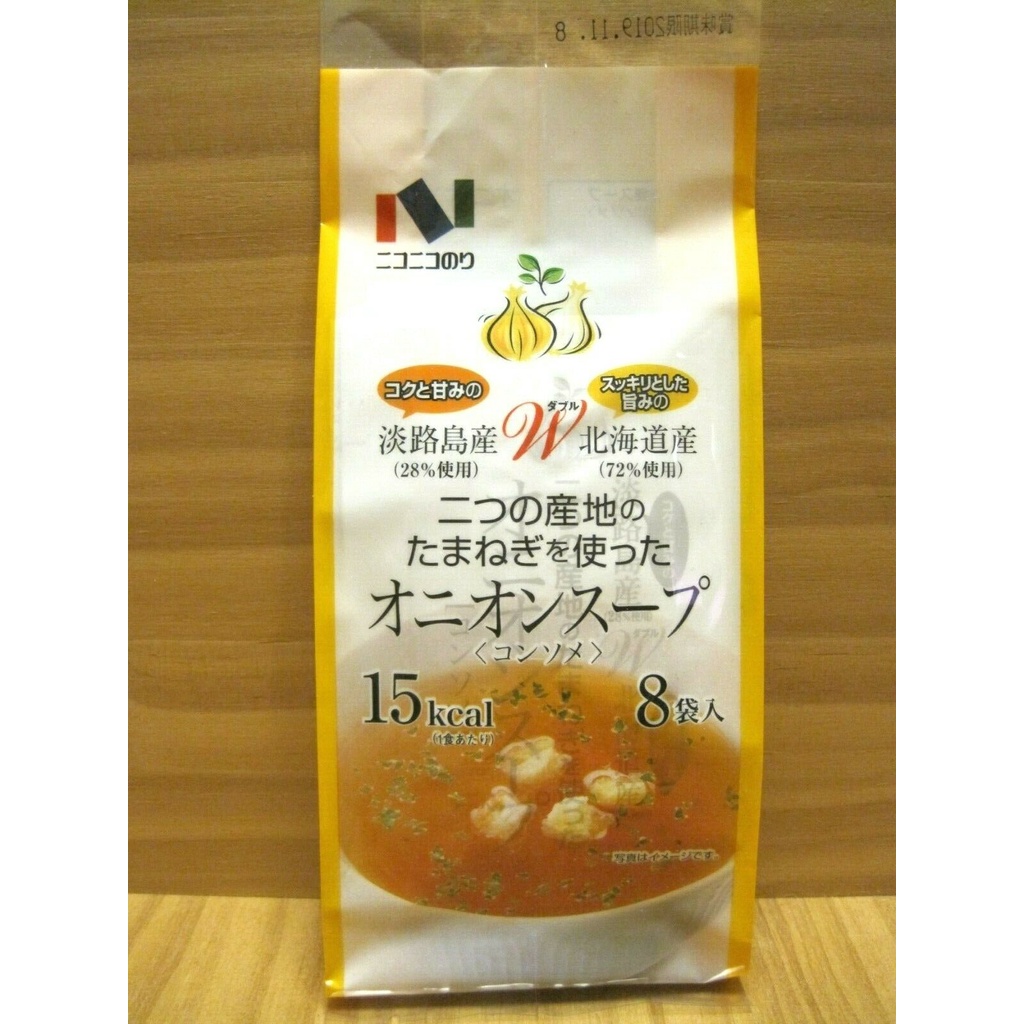 賞味期限2019.11. 8
ニコニコのり
コクと甘みの
スッキリとした
旨みの
淡路島産
(28%使用)
ダブル
W
北海道産
(72%使用)
二つの産地の
たまねぎを使った
オニオンスープ
〈コンソメ〉
15kcal
(1食あたり)
8袋入
写真はイメージです。